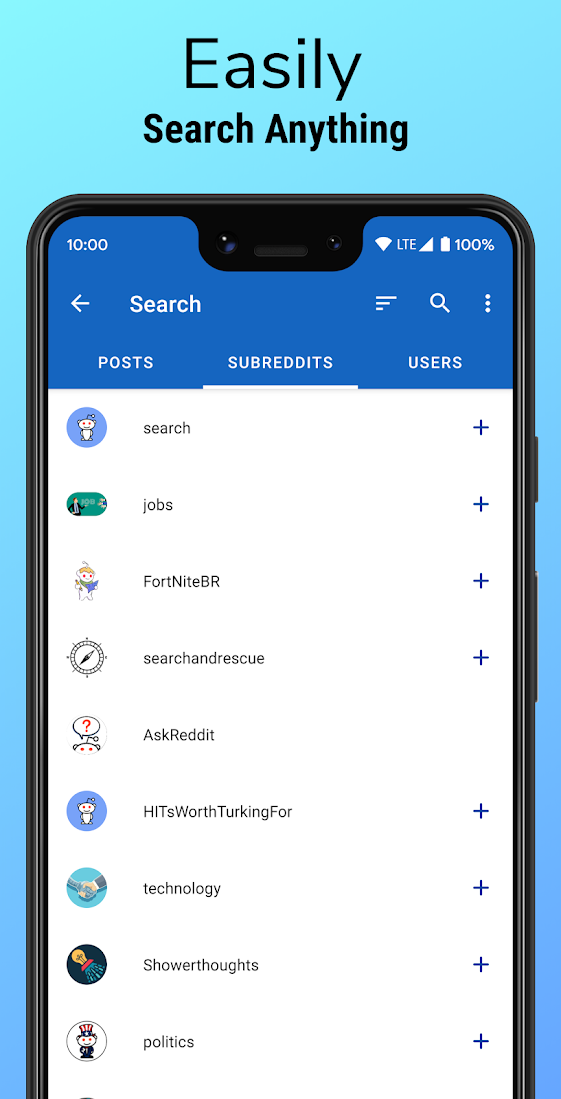 Easily
Search Anything
10:00 LTE 100%
Search
POSTS SUBREDDITS USERS
search
jobs
FortNiteBR
searchandrescue
AskReddit
HITsWorthTurkingFor
technology
Showerthoughts
politics